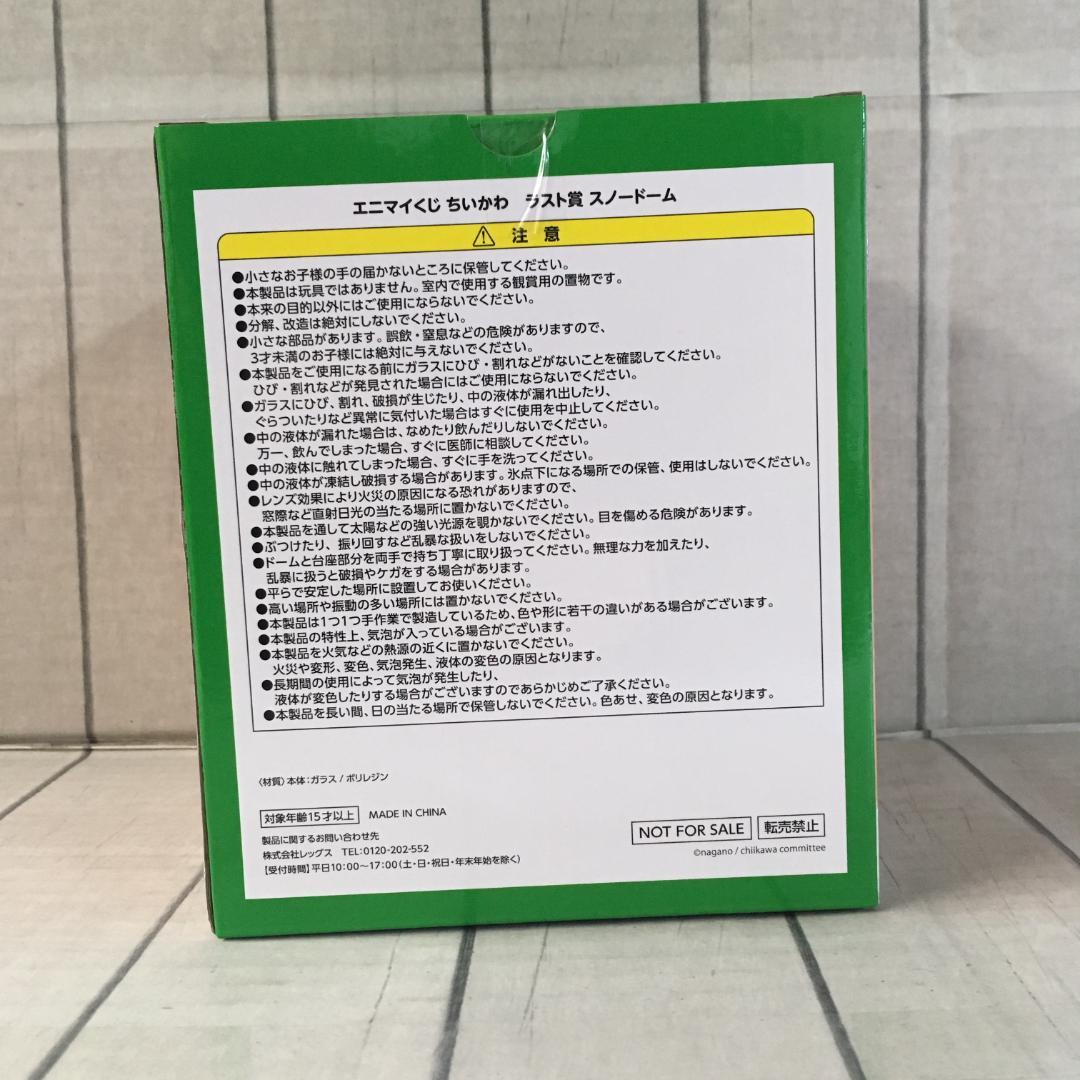 エニマイくじ ちいかわ　ラスト賞 スノードーム
注意
●小さなお子様の手の届かないところに保管してください。
●本製品は玩具ではありません。室内で使用する観賞用の置物です。
●本来の目的以外にはご使用にならないでください。
●分解、改造は絶対にしないでください。
●小さな部品があります。誤飲・窒息などの危険がありますので、
3才未満のお子様には絶対に与えないでください。
●本製品をご使用になる前にガラスにひび・割れなどがないことを確認してください。
ひび・割れなどが発見された場合にはご使用にならないでください。
●ガラスにひび、割れ、破損が生じたり、中の液体が漏れ出したり、
ぐらついたりなど異常に気付いた場合はすぐに使用を中止してください。
●中の液体が漏れた場合は、なめたり飲んだりしないでください。
万一、飲んでしまった場合、すぐに医師に相談してください。
●中の液体に触れてしまった場合、すぐに手を洗ってください。
●中の液体が凍結し破損する場合があります。氷点下になる場所での保管、使用はしないでください。
●レンズ効果により火災の原因になる恐れがありますので、
窓際など直射日光の当たる場所に置かないでください。
●本製品を通して太陽などの強い光源を覗かないでください。目を傷める危険があります。
●ぶつけたり、振り回すなど乱暴な扱いをしないでください。
●ドームと台座部分を両手で持ち丁寧に取り扱ってください。無理な力を加えたり、
乱暴に扱うと破損やケガをする場合があります。
●平らで安定した場所に設置してお使いください。
●高い場所や振動の多い場所には置かないでください。
●本製品は1つ1つ手作業で製造しているため、色や形に若干の違いがある場合がございます。
●本製品の特性上、気泡が入っている場合がございます。
●本製品を火気などの熱源の近くに置かないでください。
火災や変形、変色、気泡発生、液体の変色の原因となります。
●長期間の使用によって気泡が発生したり、
液体が変色したりする場合がございますのであらかじめご了承ください。
●本製品を長い間、日の当たる場所で保管しないでください。色あせ、変色の原因となります。
〈材質〉本体：ガラス / ポリレジン
対象年齢15才以上 MADE IN CHINA
製品に関するお問い合わせ先
株式会社レッグス　TEL：0120-202-552
【受付時間】平日10：00〜17：00（土・日・祝日・年末年始を除く）
NOT FOR SALE 転売禁止
©nagano / chiikawa committee